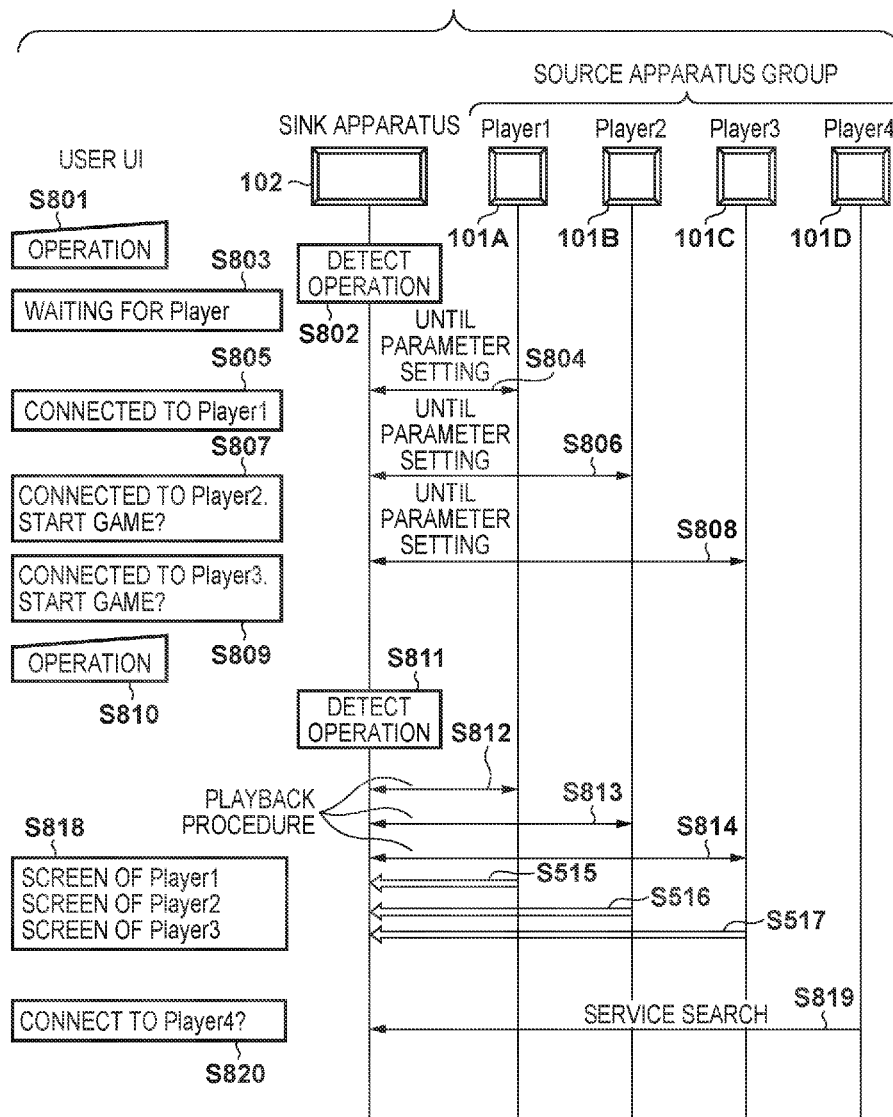 SOURCE APPARATUS GROUP
SINK APPARATUS
Player1
Player2
Player3
Player4
USER UI
102
101A
101B
101C
101D
S801
OPERATION
DETECT
OPERATION
S802
S803
WAITING FOR Player
UNTIL
PARAMETER
SETTING
S804
S805
CONNECTED TO Player1
UNTIL
PARAMETER
SETTING
S806
S807
CONNECTED TO Player2.
START GAME?
UNTIL
PARAMETER
SETTING
S808
CONNECTED TO Player3.
START GAME?
S809
OPERATION
S810
S811
DETECT
OPERATION
S812
PLAYBACK
PROCEDURE
S813
S814
S818
SCREEN OF Player1
SCREEN OF Player2
SCREEN OF Player3
S515
S516
S517
SERVICE SEARCH
S819
CONNECT TO Player4?
S820